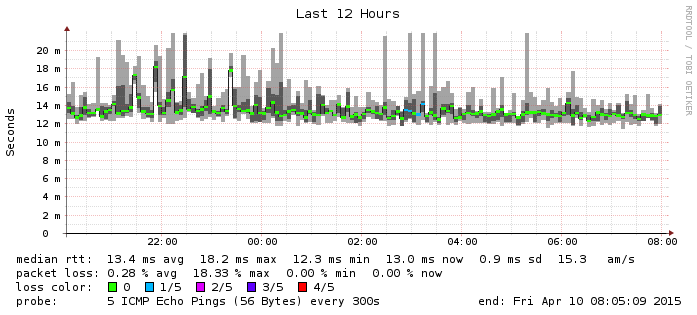 Last 12 Hours
RRDTOOL / TOBI OETIKER
Seconds
20 m
18 m
16 m
14 m
12 m
10 m
8 m
6 m
4 m
2 m
0
22:00 00:00 02:00 04:00 06:00 08:00
median rtt: 13.4 ms avg 18.2 ms max 12.3 ms min 13.0 ms now 0.9 ms sd 15.3 am/s
packet loss: 0.28 % avg 18.33 % max 0.00 % min 0.00 % now
loss color: 0 1/5 2/5 3/5 4/5
probe: 5 ICMP Echo Pings (56 Bytes) every 300s end: Fri Apr 10 08:05:09 2015